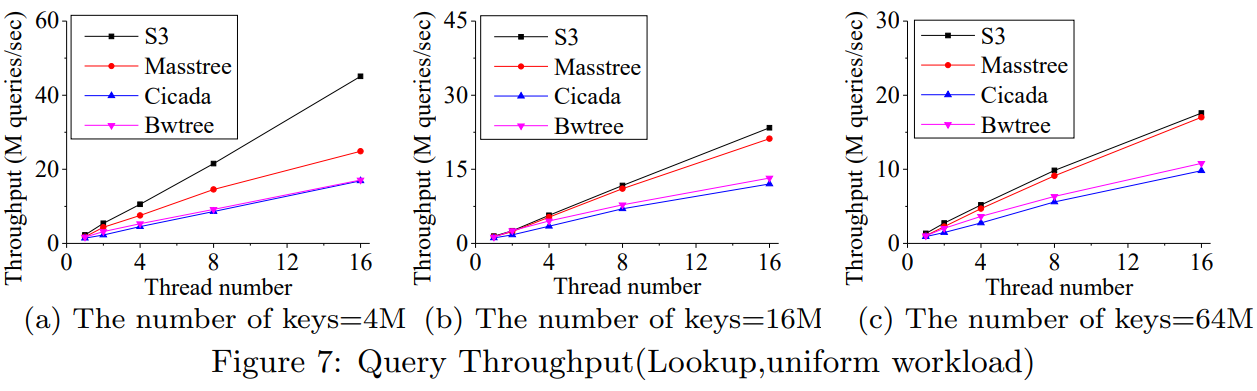 Throughput (M queries/sec)
60
40
20
0
S3
Masstree
Cicada
Bwtree
0 4 8 12 16
Thread number
(a) The number of keys=4M
Throughput (M queries/sec)
45
30
15
0
S3
Masstree
Cicada
Bwtree
0 4 8 12 16
Thread number
(b) The number of keys=16M
Throughput (M queries/sec)
30
20
10
0
S3
Masstree
Cicada
Bwtree
0 4 8 12 16
Thread number
(c) The number of keys=64M
Figure 7: Query Throughput(Lookup,uniform workload)